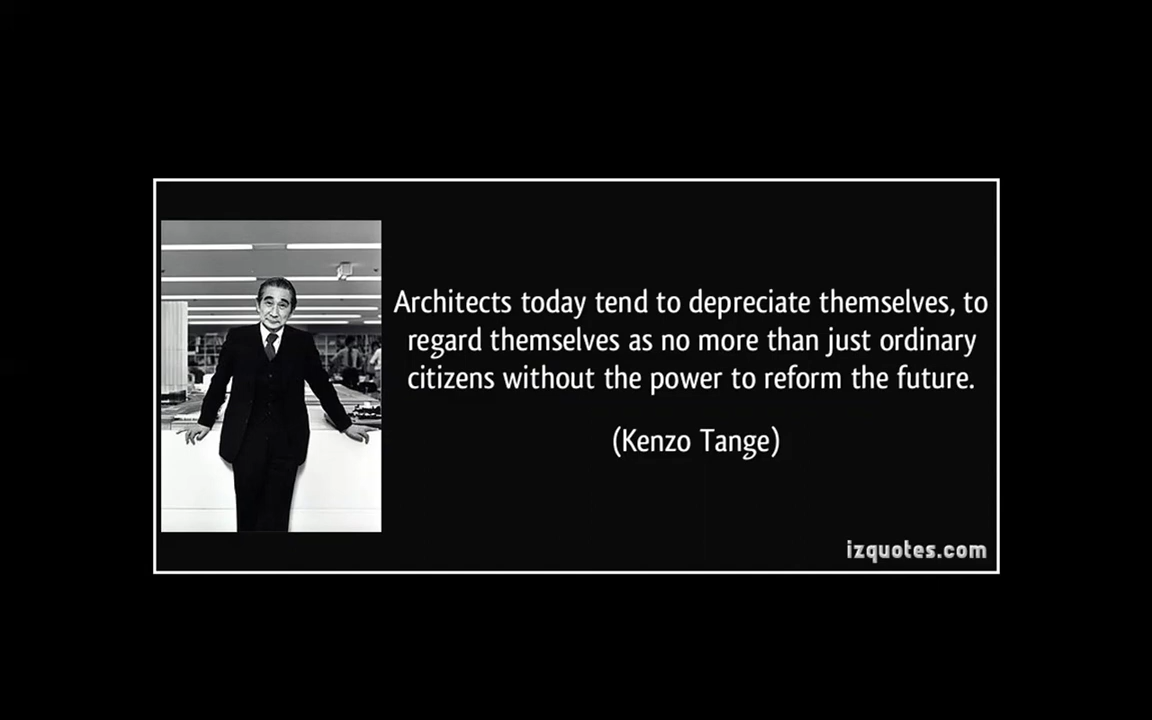 Architects today tend to depreciate themselves, to
regard themselves as no more than just ordinary
citizens without the power to reform the future.
(Kenzo Tange)
izquotes.com